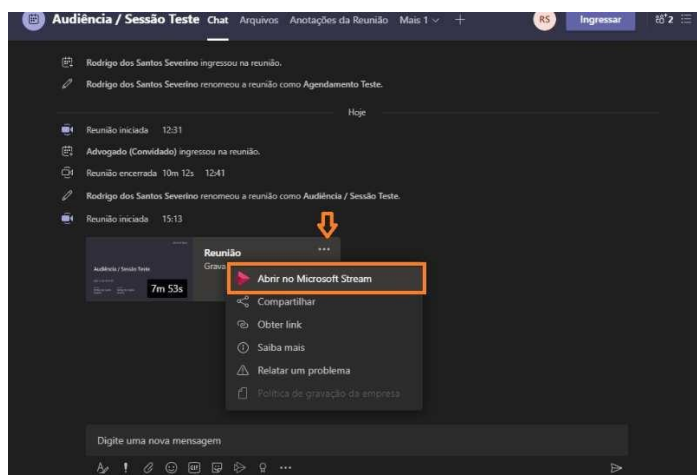 Audiência / Sessão Teste Chat Arquivos Anotações da Reunião Mais 1 RS Ingressar 2
Rodrigo dos Santos Severino ingressou na reunião.
Rodrigo dos Santos Severino renomeou a reunião como Agendamento Teste.
Hoje
Reunião iniciada 12:31
Advogado (Convidado) ingressou na reunião.
Reunião encerrada 10m 12s 12:41
Rodrigo dos Santos Severino renomeou a reunião como Audiência / Sessão Teste.
Reunião iniciada 15:13
Reunião
Grava
Audiência / Sessão Teste
7m 53s
Abrir no Microsoft Stream
Compartilhar
Obter link
Saiba mais
Relatar um problema
Política de gravação da empresa
Digite uma nova mensagem
GIF